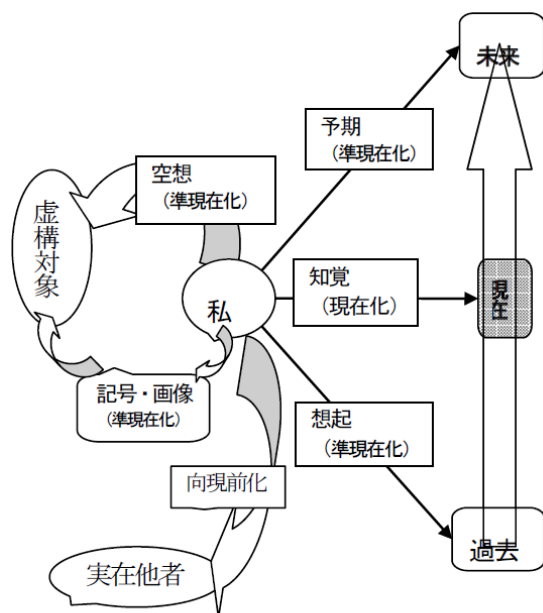 未来
予期
（準現在化）
空想
（準現在化）
虚構対象
知覚
（現在化）
現在
私
記号・画像
（準現在化）
想起
（準現在化）
向現前化
過去
実在他者